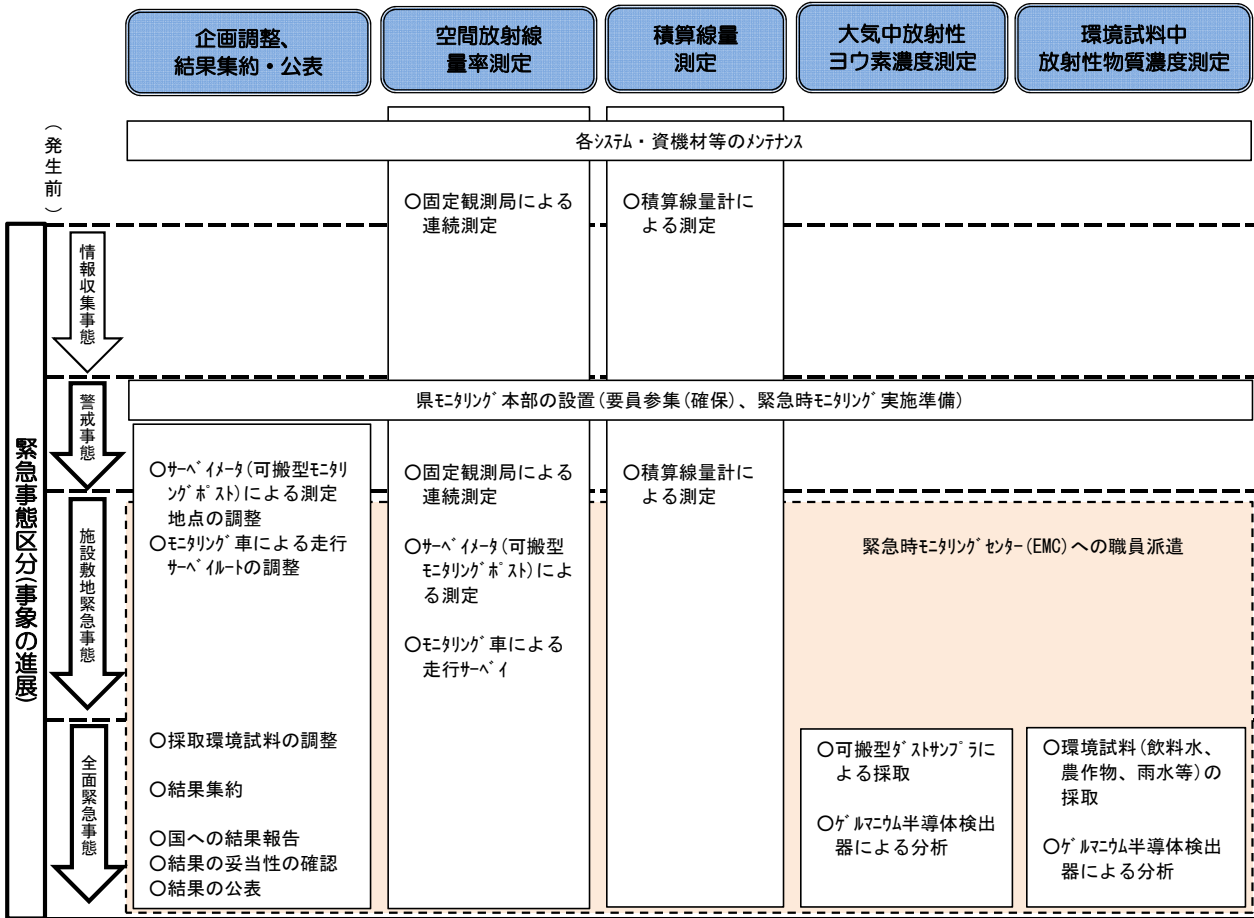 企画調整、
結果集約・公表
空間放射線
量率測定
積算線量
測定
大気中放射性
ヨウ素濃度測定
環境試料中
放射性物質濃度測定
(発生前)
各ｼｽﾃﾑ・資機材等のﾒﾝﾃﾅﾝｽ
○固定観測局による
連続測定
○積算線量計に
よる測定
緊急事態区分(事象の進展)
情報収集事態
県ﾓﾆﾀﾘﾝｸﾞ本部の設置(要員参集(確保)、緊急時ﾓﾆﾀﾘﾝｸﾞ実施準備)
警戒事態
○ｻｰﾍﾞｲﾒｰﾀ(可搬型ﾓﾆﾀﾘ
ﾝｸﾞﾎﾟｽﾄ)による測定
地点の調整
○ﾓﾆﾀﾘﾝｸﾞ車による走行
ｻｰﾍﾞｲﾙｰﾄの調整
○固定観測局による
連続測定
○積算線量計に
よる測定
施設敷地緊急事態
○ｻｰﾍﾞｲﾒｰﾀ(可搬型
ﾓﾆﾀﾘﾝｸﾞﾎﾟｽﾄ)によ
る測定
○ﾓﾆﾀﾘﾝｸﾞ車による
走行ｻｰﾍﾞｲ
緊急時ﾓﾆﾀﾘﾝｸﾞｾﾝﾀｰ(EMC)への職員派遣
全面緊急事態
○採取環境試料の調整
○結果集約
○国への結果報告
○結果の妥当性の確認
○結果の公表
○可搬型ﾀﾞｽﾄｻﾝﾌﾟﾗに
よる採取
○ｹﾞﾙﾏﾆｳﾑ半導体検出
器による分析
○環境試料(飲料水、
農作物、雨水等)の
採取
○ｹﾞﾙﾏﾆｳﾑ半導体検出
器による分析